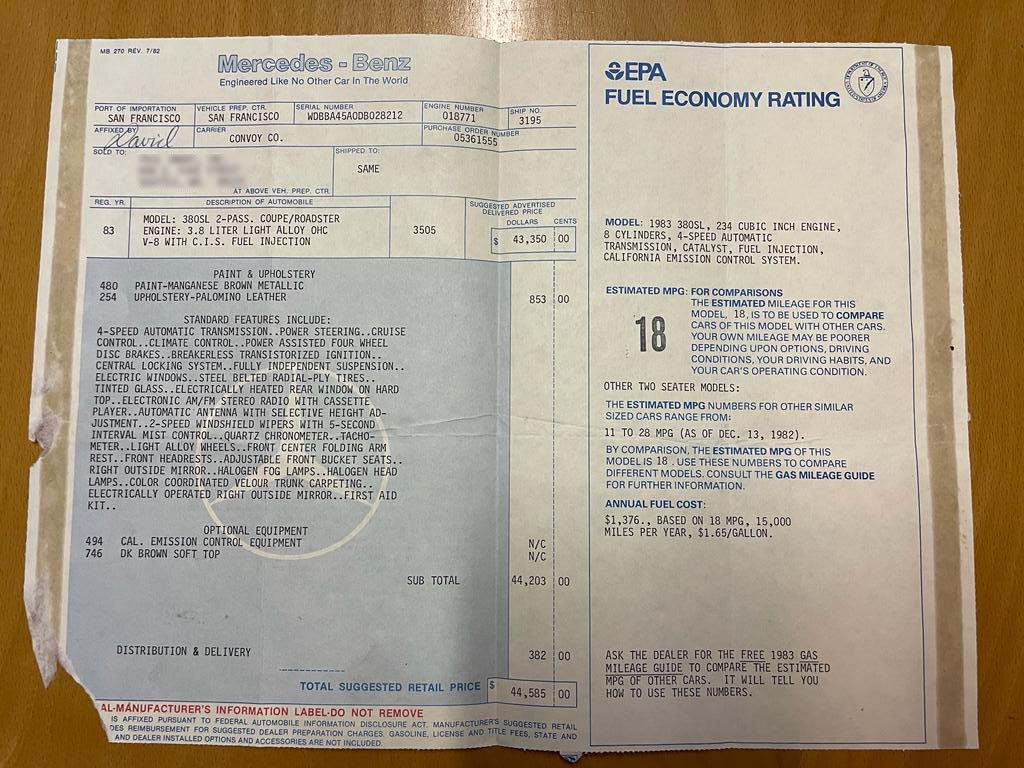 MB 270 REV. 7/82
Mercedes-Benz
Engineered Like No Other Car In The World
PORT OF IMPORTATION
SAN FRANCISCO
VEHICLE PREP. CTR.
SAN FRANCISCO
SERIAL NUMBER
WDBBA45A0DB028212
ENGINE NUMBER
018771
SHIP NO.
3195
AFFIXED BY
David
CARRIER
CONVOY CO.
PURCHASE ORDER NUMBER
05361555
SOLD TO:
AT ABOVE VEH. PREP. CTR.
SHIPPED TO:
SAME
REG. YR.
83
DESCRIPTION OF AUTOMOBILE
MODEL: 380SL 2-PASS. COUPE/ROADSTER
ENGINE: 3.8 LITER LIGHT ALLOY OHC
V-8 WITH C.I.S. FUEL INJECTION
3505
SUGGESTED ADVERTISED
DELIVERED PRICE
DOLLARS CENTS
$ 43,350 00
PAINT & UPHOLSTERY
480 PAINT-MANGANESE BROWN METALLIC
254 UPHOLSTERY-PALOMINO LEATHER 853 00
STANDARD FEATURES INCLUDE:
4-SPEED AUTOMATIC TRANSMISSION..POWER STEERING..CRUISE
CONTROL..CLIMATE CONTROL..POWER ASSISTED FOUR WHEEL
DISC BRAKES..BREAKERLESS TRANSISTORIZED IGNITION..
CENTRAL LOCKING SYSTEM..FULLY INDEPENDENT SUSPENSION..
ELECTRIC WINDOWS..STEEL BELTED RADIAL-PLY TIRES..
TINTED GLASS..ELECTRICALLY HEATED REAR WINDOW ON HARD
TOP..ELECTRONIC AM/FM STEREO RADIO WITH CASSETTE
PLAYER..AUTOMATIC ANTENNA WITH SELECTIVE HEIGHT AD-
JUSTMENT..2-SPEED WINDSHIELD WIPERS WITH 5-SECOND
INTERVAL MIST CONTROL..QUARTZ CHRONOMETER..TACHO-
METER..LIGHT ALLOY WHEELS..FRONT CENTER FOLDING ARM
REST..FRONT HEADRESTS..ADJUSTABLE FRONT BUCKET SEATS..
RIGHT OUTSIDE MIRROR..HALOGEN FOG LAMPS..HALOGEN HEAD
LAMPS..COLOR COORDINATED VELOUR TRUNK CARPETING..
ELECTRICALLY OPERATED RIGHT OUTSIDE MIRROR..FIRST AID
KIT..
OPTIONAL EQUIPMENT
494 CAL. EMISSION CONTROL EQUIPMENT N/C
746 DK BROWN SOFT TOP N/C
SUB TOTAL 44,203 00
DISTRIBUTION & DELIVERY 382 00
TOTAL SUGGESTED RETAIL PRICE $ 44,585 00
AL-MANUFACTURER'S INFORMATION LABEL-DO NOT REMOVE
IS AFFIXED PURSUANT TO FEDERAL AUTOMOBILE INFORMATION DISCLOSURE ACT. MANUFACTURER'S SUGGESTED RETAIL
DES REIMBURSEMENT FOR SUGGESTED DEALER PREPARATION CHARGES. GASOLINE, LICENSE AND TITLE FEES, STATE AND
AND DEALER INSTALLED OPTIONS AND ACCESSORIES ARE NOT INCLUDED.
EPA
FUEL ECONOMY RATING
MODEL: 1983 380SL, 234 CUBIC INCH ENGINE,
8 CYLINDERS, 4-SPEED AUTOMATIC
TRANSMISSION, CATALYST, FUEL INJECTION,
CALIFORNIA EMISSION CONTROL SYSTEM.
ESTIMATED MPG: FOR COMPARISONS
18
THE ESTIMATED MILEAGE FOR THIS
MODEL, 18, IS TO BE USED TO COMPARE
CARS OF THIS MODEL WITH OTHER CARS.
YOUR OWN MILEAGE MAY BE POORER
DEPENDING UPON OPTIONS, DRIVING
CONDITIONS, YOUR DRIVING HABITS, AND
YOUR CAR'S OPERATING CONDITION.
OTHER TWO SEATER MODELS:
THE ESTIMATED MPG NUMBERS FOR OTHER SIMILAR
SIZED CARS RANGE FROM:
11 TO 28 MPG (AS OF DEC. 13, 1982).
BY COMPARISON, THE ESTIMATED MPG OF THIS
MODEL IS 18. USE THESE NUMBERS TO COMPARE
DIFFERENT MODELS. CONSULT THE GAS MILEAGE GUIDE
FOR FURTHER INFORMATION.
ANNUAL FUEL COST:
$1,376., BASED ON 18 MPG, 15,000
MILES PER YEAR, $1.65/GALLON.
ASK THE DEALER FOR THE FREE 1983 GAS
MILEAGE GUIDE TO COMPARE THE ESTIMATED
MPG OF OTHER CARS. IT WILL TELL YOU
HOW TO USE THESE NUMBERS.